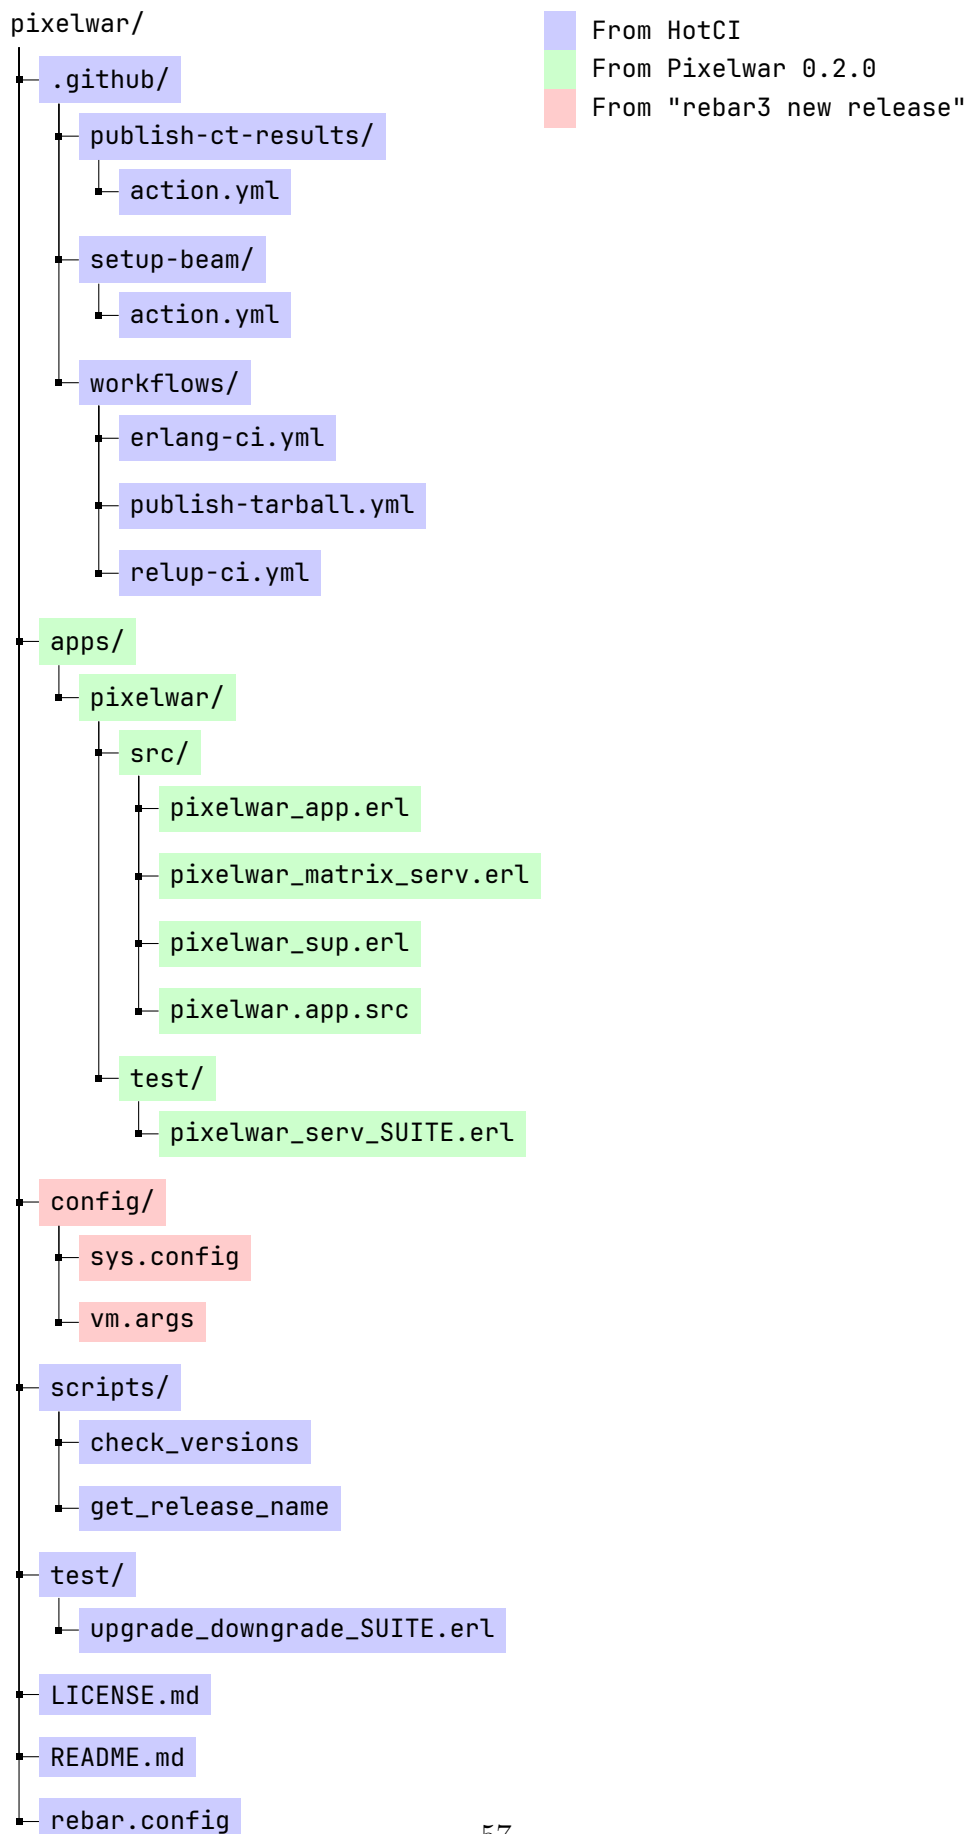 pixelwar/
From HotCI
From Pixelwar 0.2.0
From "rebar3 new release"
.github/
publish-ct-results/
action.yml
setup-beam/
action.yml
workflows/
erlang-ci.yml
publish-tarball.yml
relup-ci.yml
apps/
pixelwar/
src/
pixelwar_app.erl
pixelwar_matrix_serv.erl
pixelwar_sup.erl
pixelwar.app.src
test/
pixelwar_serv_SUITE.erl
config/
sys.config
vm.args
scripts/
check_versions
get_release_name
test/
upgrade_downgrade_SUITE.erl
LICENSE.md
README.md
rebar.config
57